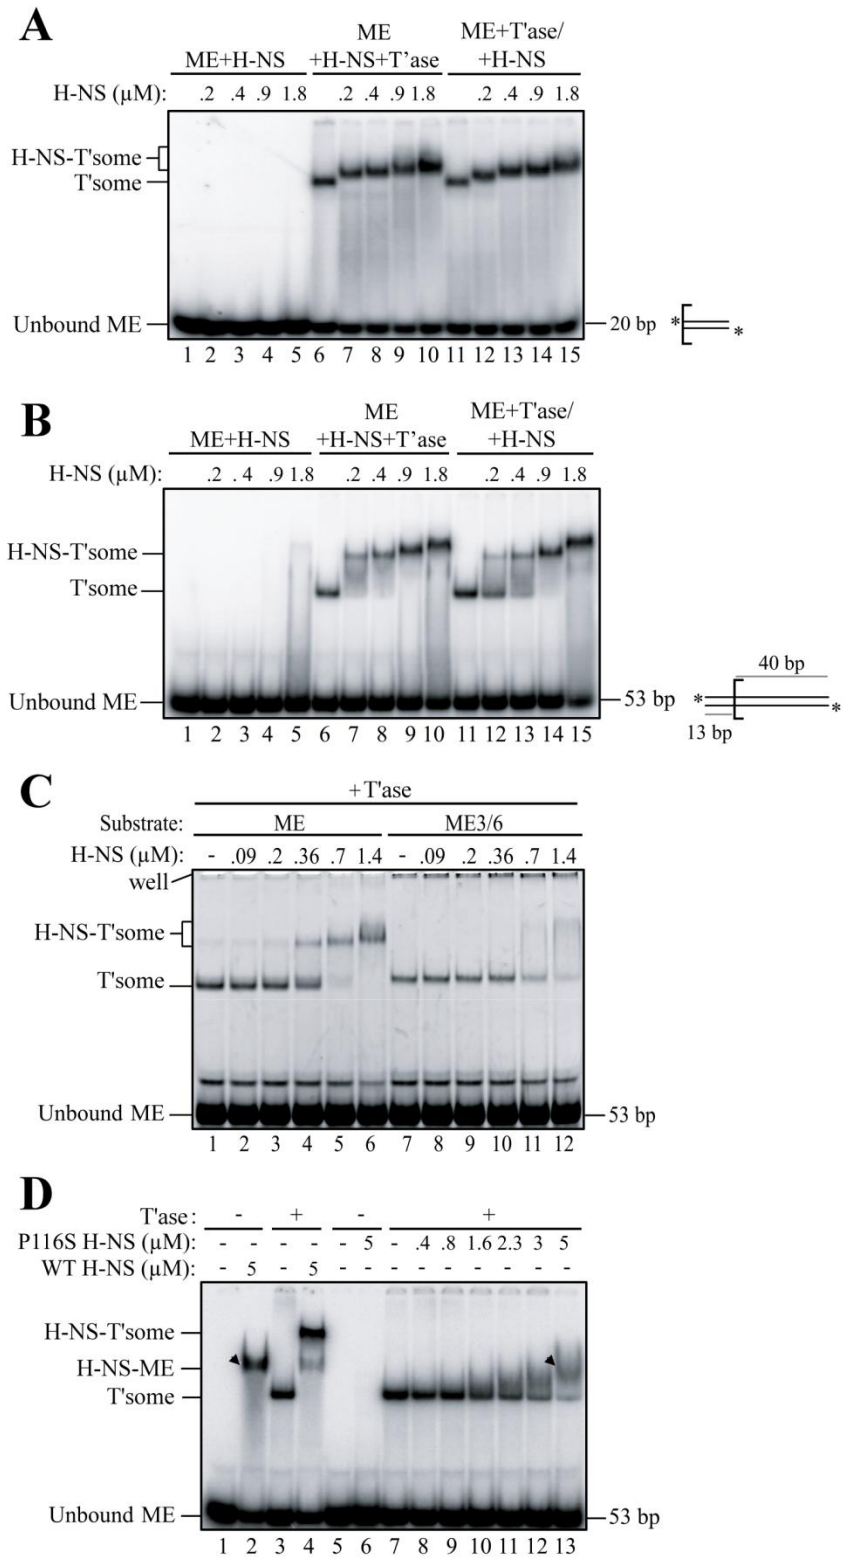 A
ME
ME+T'ase/
ME+H-NS +H-NS+T’ase +H-NS
H-NS (µM): .2 .4 .9 1.8 .2 .4 .9 1.8 .2 .4 .9 1.8
H-NS-T'some
T'some
Unbound ME 20 bp * *
1 2 3 4 5 6 7 8 9 10 11 12 13 14 15
B
ME ME+T'ase/
ME+H-NS +H-NS+T’ase +H-NS
H-NS (µM): .2 .4 .9 1.8 .2 .4 .9 1.8 .2 .4 .9 1.8
H-NS-T'some
T'some
40 bp
Unbound ME 53 bp * *
13 bp
1 2 3 4 5 6 7 8 9 10 11 12 13 14 15
C
+T'ase
Substrate: ME ME3/6
H-NS (µM): - .09 .2 .36 .7 1.4 - .09 .2 .36 .7 1.4
well
H-NS-T'some
T'some
Unbound ME 53 bp
1 2 3 4 5 6 7 8 9 10 11 12
D
T'ase: - + - +
P116S H-NS (µM): - - - - - 5 - .4 .8 1.6 2.3 3 5
WT H-NS (µM): - 5 - 5 - - - - - - - - -
H-NS-T'some
H-NS-ME
T'some
Unbound ME 53 bp
1 2 3 4 5 6 7 8 9 10 11 12 13